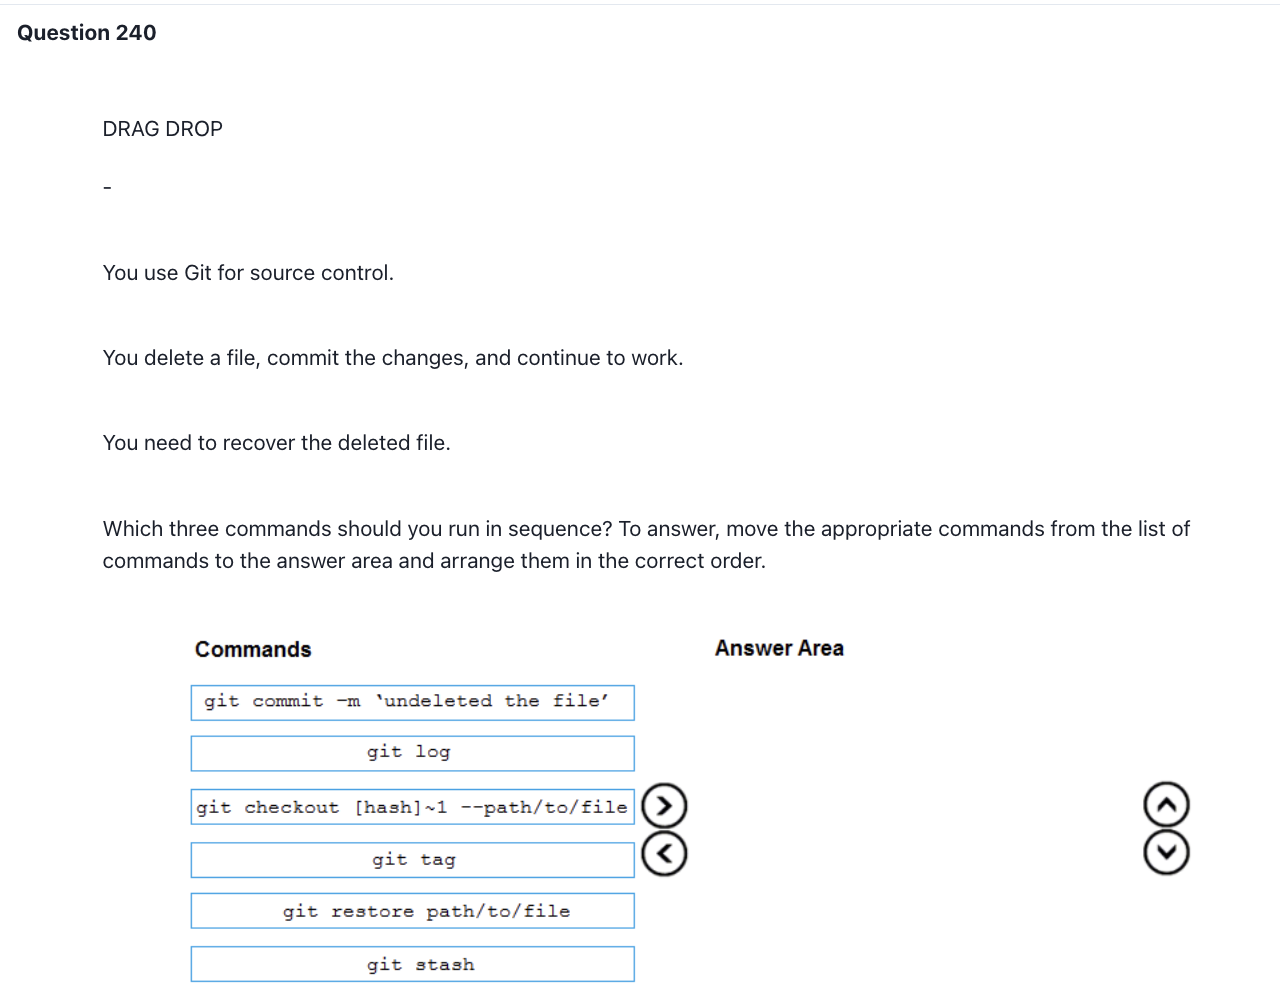 Question 240
DRAG DROP
-
You use Git for source control.
You delete a file, commit the changes, and continue to work.
You need to recover the deleted file.
Which three commands should you run in sequence? To answer, move the appropriate commands from the list of
commands to the answer area and arrange them in the correct order.
Commands
Answer Area
git commit -m ‘undeleted the file’
git log
git checkout [hash]~1 --path/to/file
git tag
git restore path/to/file
git stash